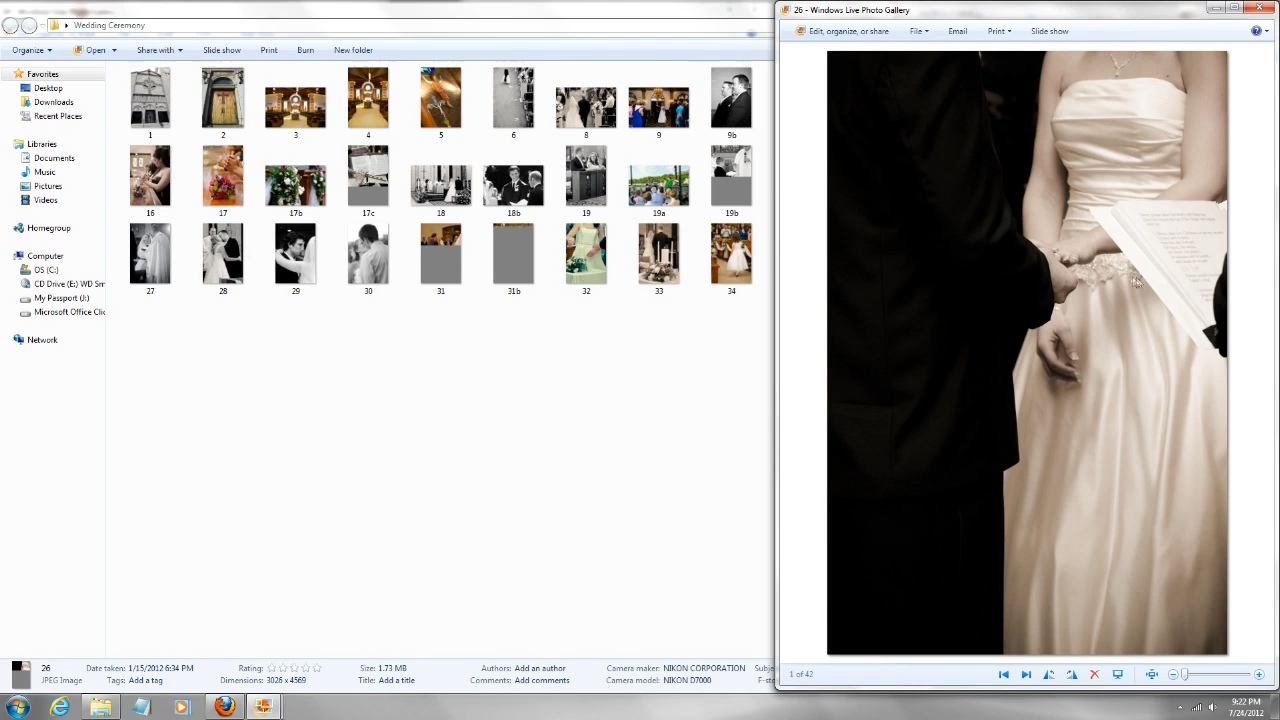 26 - Windows Live Photo Gallery
Wedding Ceremony
Edit, organize, or share File Email Print Slide show
Organize Open Share with Slide show Print Burn New folder
Favorites
Desktop
Downloads
Recent Places
Libraries
Documents
Music
Pictures
Videos
Homegroup
Computer
OS (C:)
CD Drive (E:) WD Sm
My Passport (J:)
Microsoft Office Clic
Network
1 2 3 4 5 6 8 9 9b
16 17 17b 17c 18 18b 19 19a 19b
27 28 29 30 31 31b 32 33 34
26 Date taken: 1/15/2012 6:34 PM Rating: Size: 1.73 MB Authors: Add an author Camera maker: NIKON CORPORATION Subje
JPEG Image Tags: Add a tag Dimensions: 3026 x 4569 Title: Add a title Comments: Add comments Camera model: NIKON D7000 F-sto
1 of 42
9:22 PM
7/24/2012